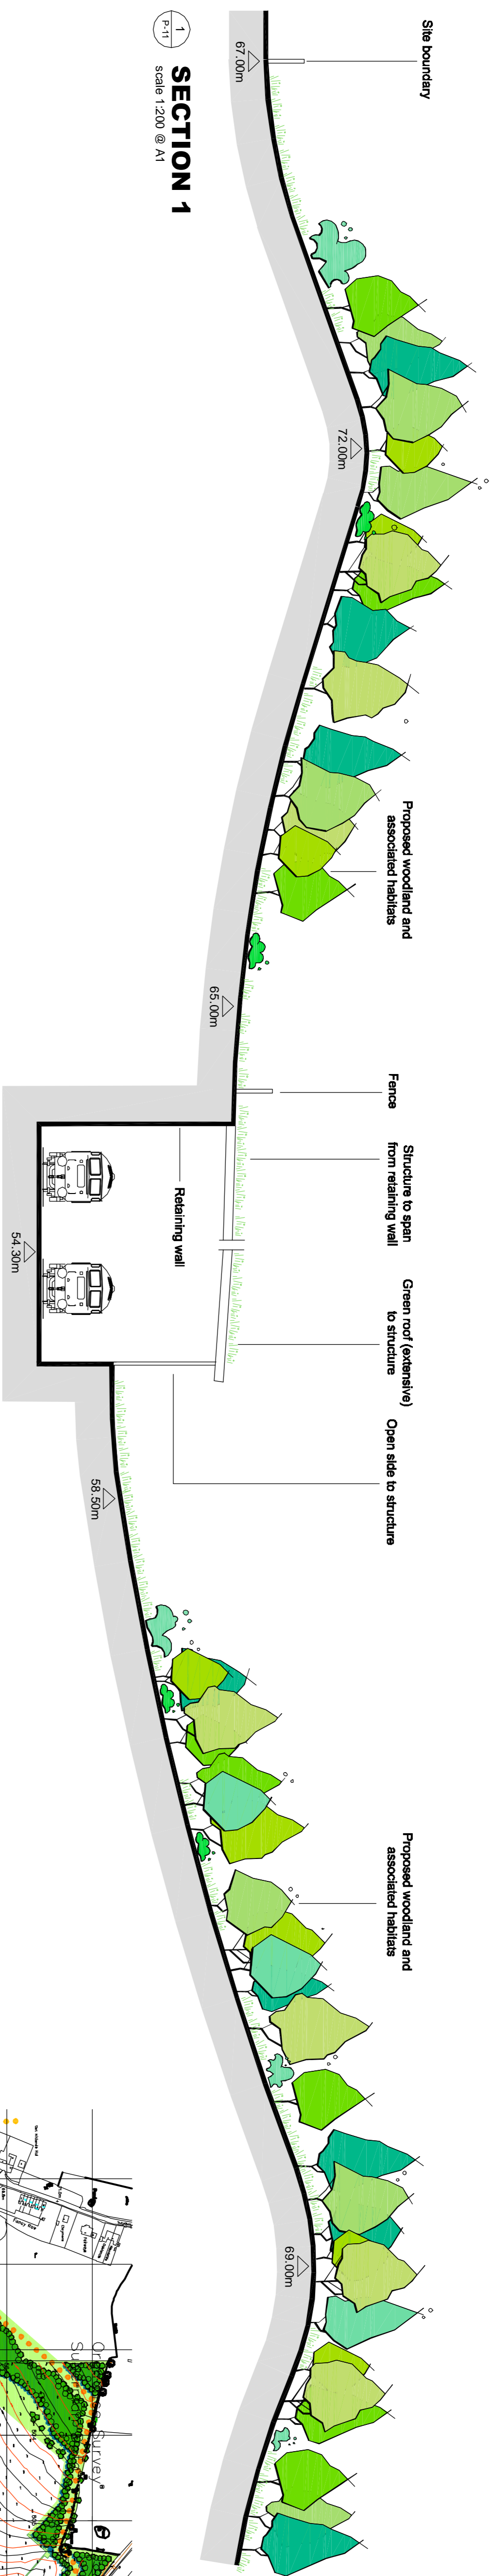 Site boundary
Proposed woodland and
associated habitats
Fence
Structure to span
from retaining wall
Green roof (extensive)
to structure
Open side to structure
Proposed woodland and
associated habitats
Retaining wall
67.00m
72.00m
65.00m
54.30m
58.50m
69.00m
1
P-11
SECTION 1
scale 1:200 @ A1